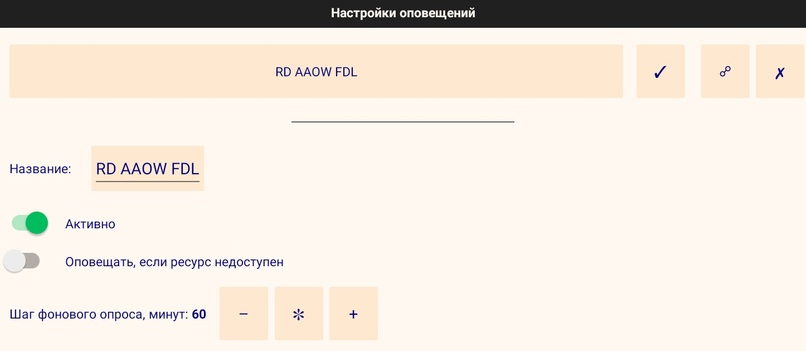 Настройки оповещений
RD AAOW FDL ✓ ☍ ✗
Название: RD AAOW FDL
Активно
Оповещать, если ресурс недоступен
Шаг фонового опроса, минут: 60 − ✻ +